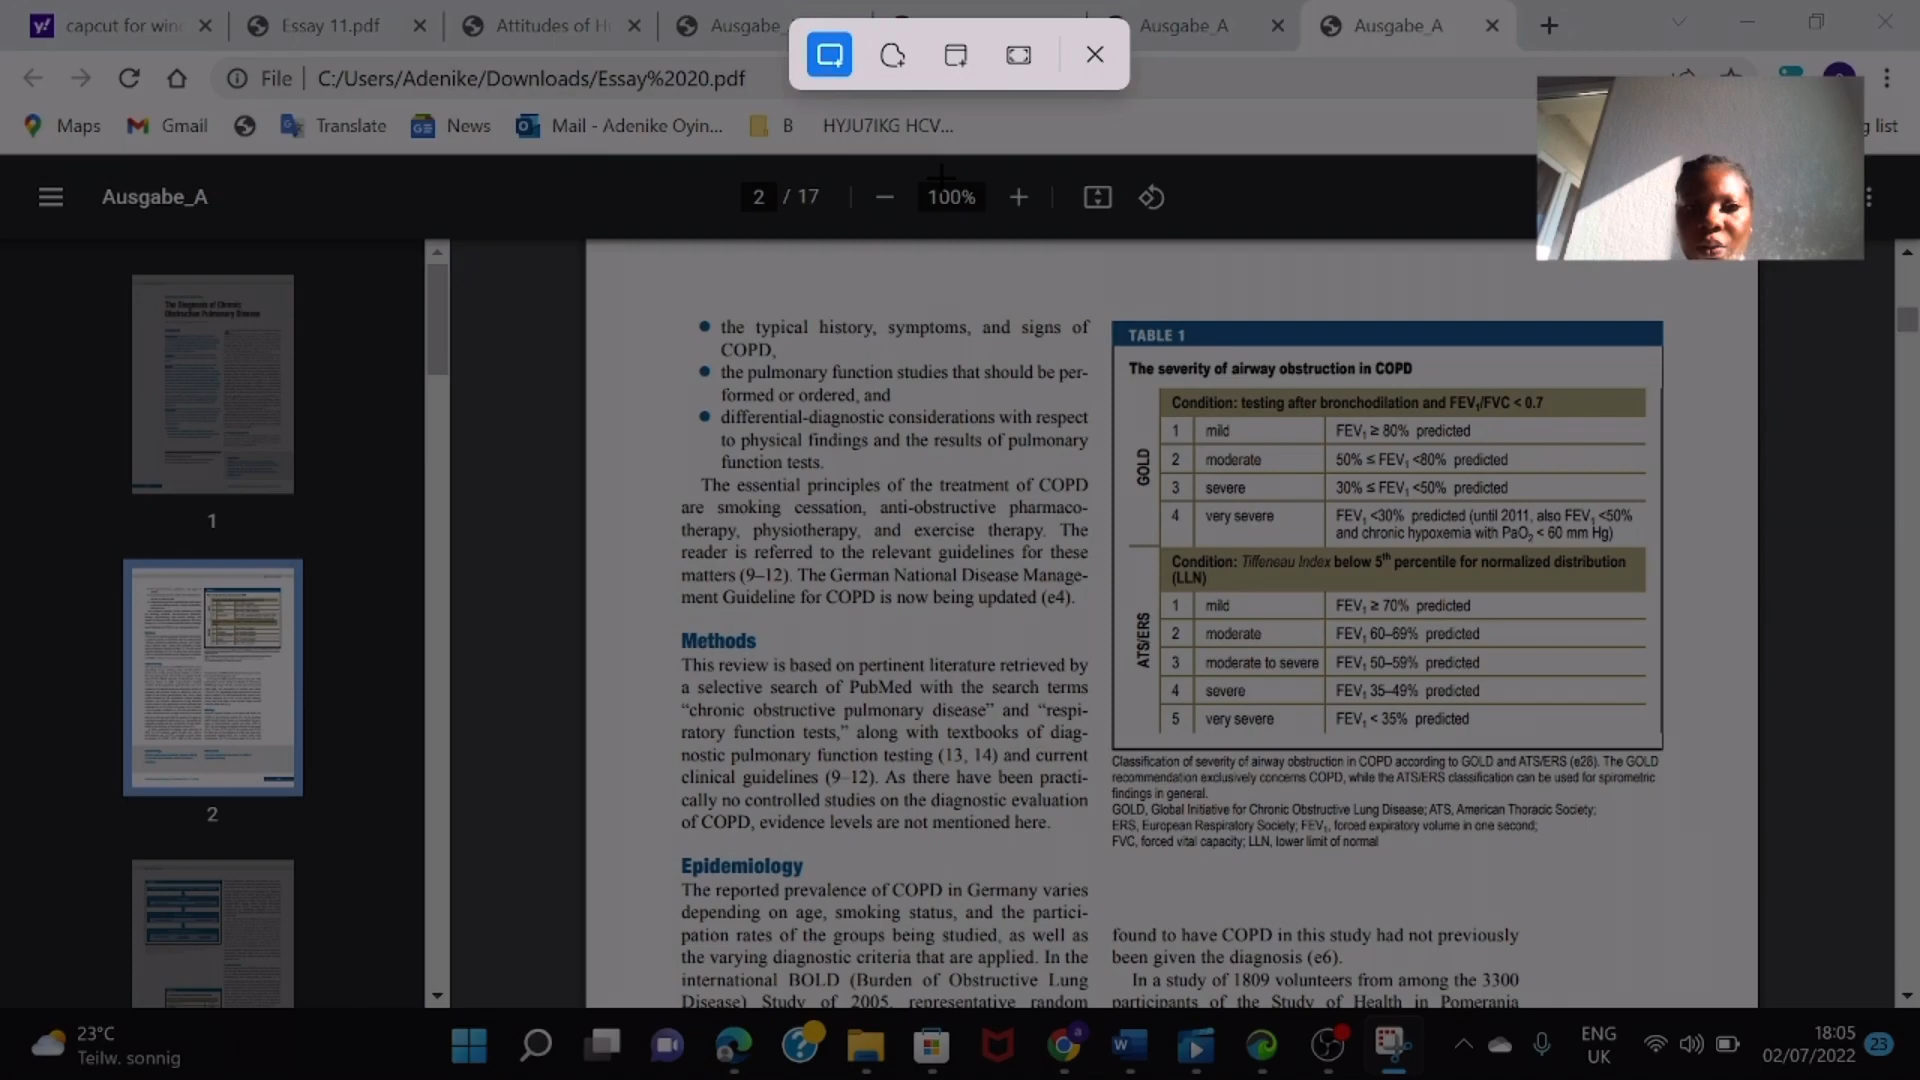 capcut for win
Essay 11.pdf
Attitudes of H
Ausgabe_
Ausgabe_A
Ausgabe_A
File
C:/Users/Adenike/Downloads/Essay%2020.pdf
Maps
Gmail
Translate
News
Mail - Adenike Oyin...
B
HYJU7IKG HCV...
g list
Ausgabe_A
2 / 17
100%
The Diagnosis of Chronic
Obstructive Pulmonary Disease
1
2
the typical history, symptoms, and signs of
COPD,
the pulmonary function studies that should be per-
formed or ordered, and
differential-diagnostic considerations with respect
to physical findings and the results of pulmonary
function tests.
The essential principles of the treatment of COPD
are smoking cessation, anti-obstructive pharmaco-
therapy, physiotherapy, and exercise therapy. The
reader is referred to the relevant guidelines for these
matters (9–12). The German National Disease Manage-
ment Guideline for COPD is now being updated (e4).
Methods
This review is based on pertinent literature retrieved by
a selective search of PubMed with the search terms
“chronic obstructive pulmonary disease” and “respi-
ratory function tests,” along with textbooks of diag-
nostic pulmonary function testing (13, 14) and current
clinical guidelines (9–12). As there have been practi-
cally no controlled studies on the diagnostic evaluation
of COPD, evidence levels are not mentioned here.
Epidemiology
The reported prevalence of COPD in Germany varies
depending on age, smoking status, and the partici-
pation rates of the groups being studied, as well as
the varying diagnostic criteria that are applied. In the
international BOLD (Burden of Obstructive Lung
Disease) Study of 2005, representative random
TABLE 1
The severity of airway obstruction in COPD
GOLD
Condition: testing after bronchodilation and FEV₁/FVC < 0.7
1 mild FEV₁ ≥ 80% predicted
2 moderate 50% ≤ FEV₁ <80% predicted
3 severe 30% ≤ FEV₁ <50% predicted
4 very severe FEV₁ <30% predicted (until 2011, also FEV₁ <50%
and chronic hypoxemia with PaO₂ < 60 mm Hg)
ATS/ERS
Condition: Tiffeneau Index below 5th percentile for normalized distribution
(LLN)
1 mild FEV₁ ≥ 70% predicted
2 moderate FEV₁ 60–69% predicted
3 moderate to severe FEV₁ 50–59% predicted
4 severe FEV₁ 35–49% predicted
5 very severe FEV₁ < 35% predicted
Classification of severity of airway obstruction in COPD according to GOLD and ATS/ERS (e28). The GOLD
recommendation exclusively concerns COPD, while the ATS/ERS classification can be used for spirometric
findings in general.
GOLD, Global Initiative for Chronic Obstructive Lung Disease; ATS, American Thoracic Society;
ERS, European Respiratory Society; FEV₁, forced expiratory volume in one second;
FVC, forced vital capacity; LLN, lower limit of normal
found to have COPD in this study had not previously
been given the diagnosis (e6).
In a study of 1809 volunteers from among the 3300
participants of the Study of Health in Pomerania
23°C
Teilw. sonnig
ENG
UK
18:05
02/07/2022
23